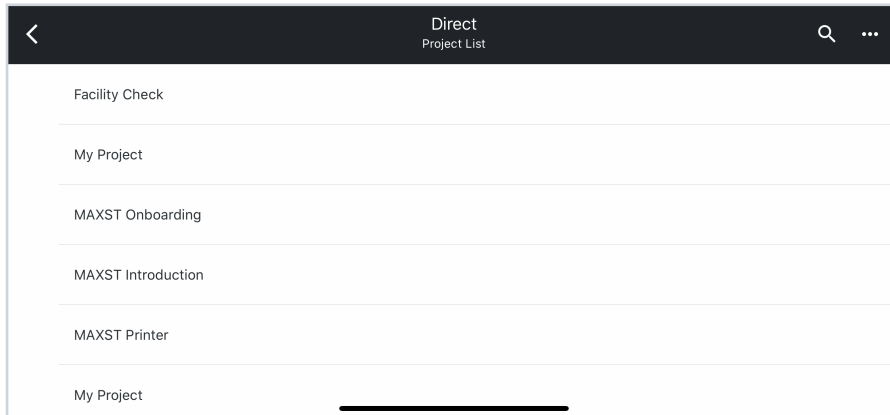 Direct
Project List
Facility Check
My Project
MAXST Onboarding
MAXST Introduction
MAXST Printer
My Project